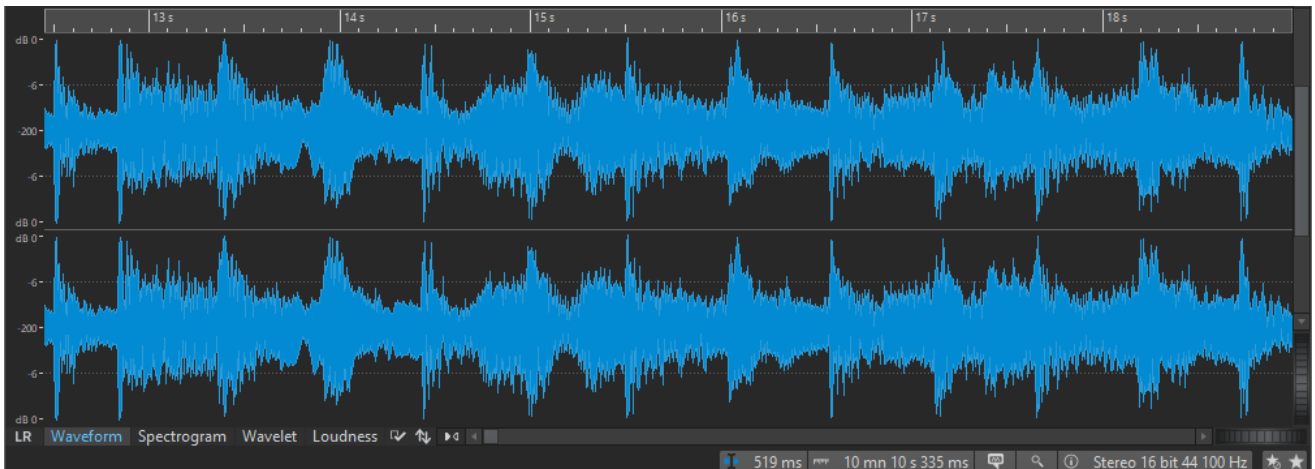 13 s 14 s 15 s 16 s 17 s 18 s
dB 0
-6
-200
-6
dB 0
dB 0
-6
-200
-6
dB 0
LR Waveform Spectrogram Wavelet Loudness
519 ms 10 mn 10 s 335 ms Stereo 16 bit 44 100 Hz